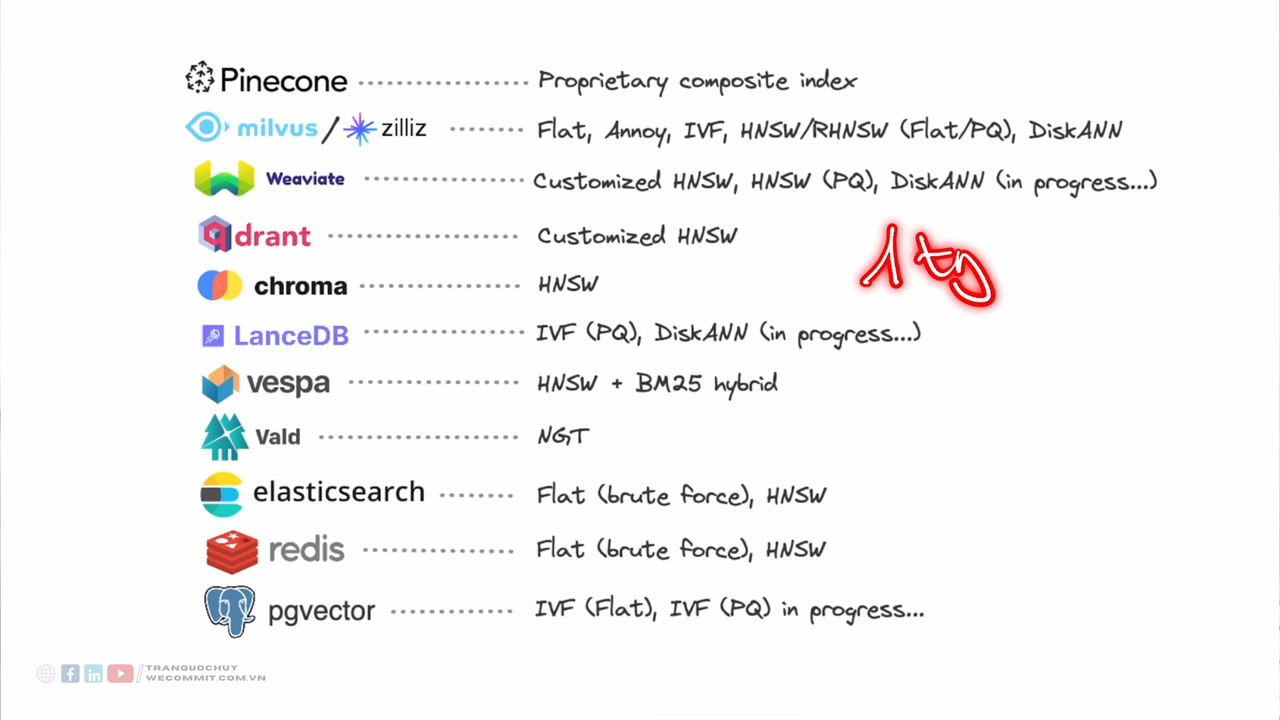 Pinecone Proprietary composite index
milvus / zilliz Flat, Annoy, IVF, HNSW/RHNSW (Flat/PQ), DiskANN
Weaviate Customized HNSW, HNSW (PQ), DiskANN (in progress...)
qdrant Customized HNSW
1 tỷ
chroma HNSW
LanceDB IVF (PQ), DiskANN (in progress...)
vespa HNSW + BM25 hybrid
Vald NGT
elasticsearch Flat (brute force), HNSW
redis Flat (brute force), HNSW
pgvector IVF (Flat), IVF (PQ) in progress...
TRANQUOCHUY
WECOMMIT.COM.VN